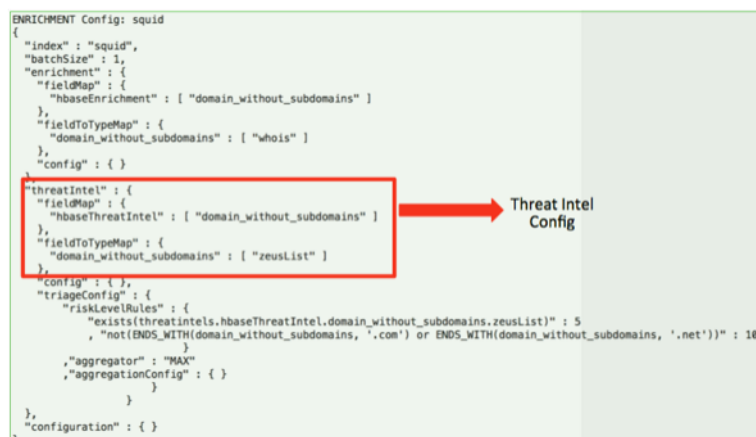 ENRICHMENT Config: squid
{
"index" : "squid",
"batchSize" : 1,
"enrichment" : {
"fieldMap" : {
"hbaseEnrichment" : [ "domain_without_subdomains" ]
},
"fieldToTypeMap" : {
"domain_without_subdomains" : [ "whois" ]
},
"config" : { }
},
"threatIntel" : {
"fieldMap" : {
"hbaseThreatIntel" : [ "domain_without_subdomains" ]
},
"fieldToTypeMap" : {
"domain_without_subdomains" : [ "zeusList" ]
},
"config" : { },
"triageConfig" : {
"riskLevelRules" : {
"exists(threatintels.hbaseThreatIntel.domain_without_subdomains.zeusList)" : 5
, "not(ENDS_WITH(domain_without_subdomains, '.com') or ENDS_WITH(domain_without_subdomains, '.net'))" : 10
}
,"aggregator" : "MAX"
,"aggregationConfig" : { }
}
}
},
"configuration" : { }
Threat Intel
Config